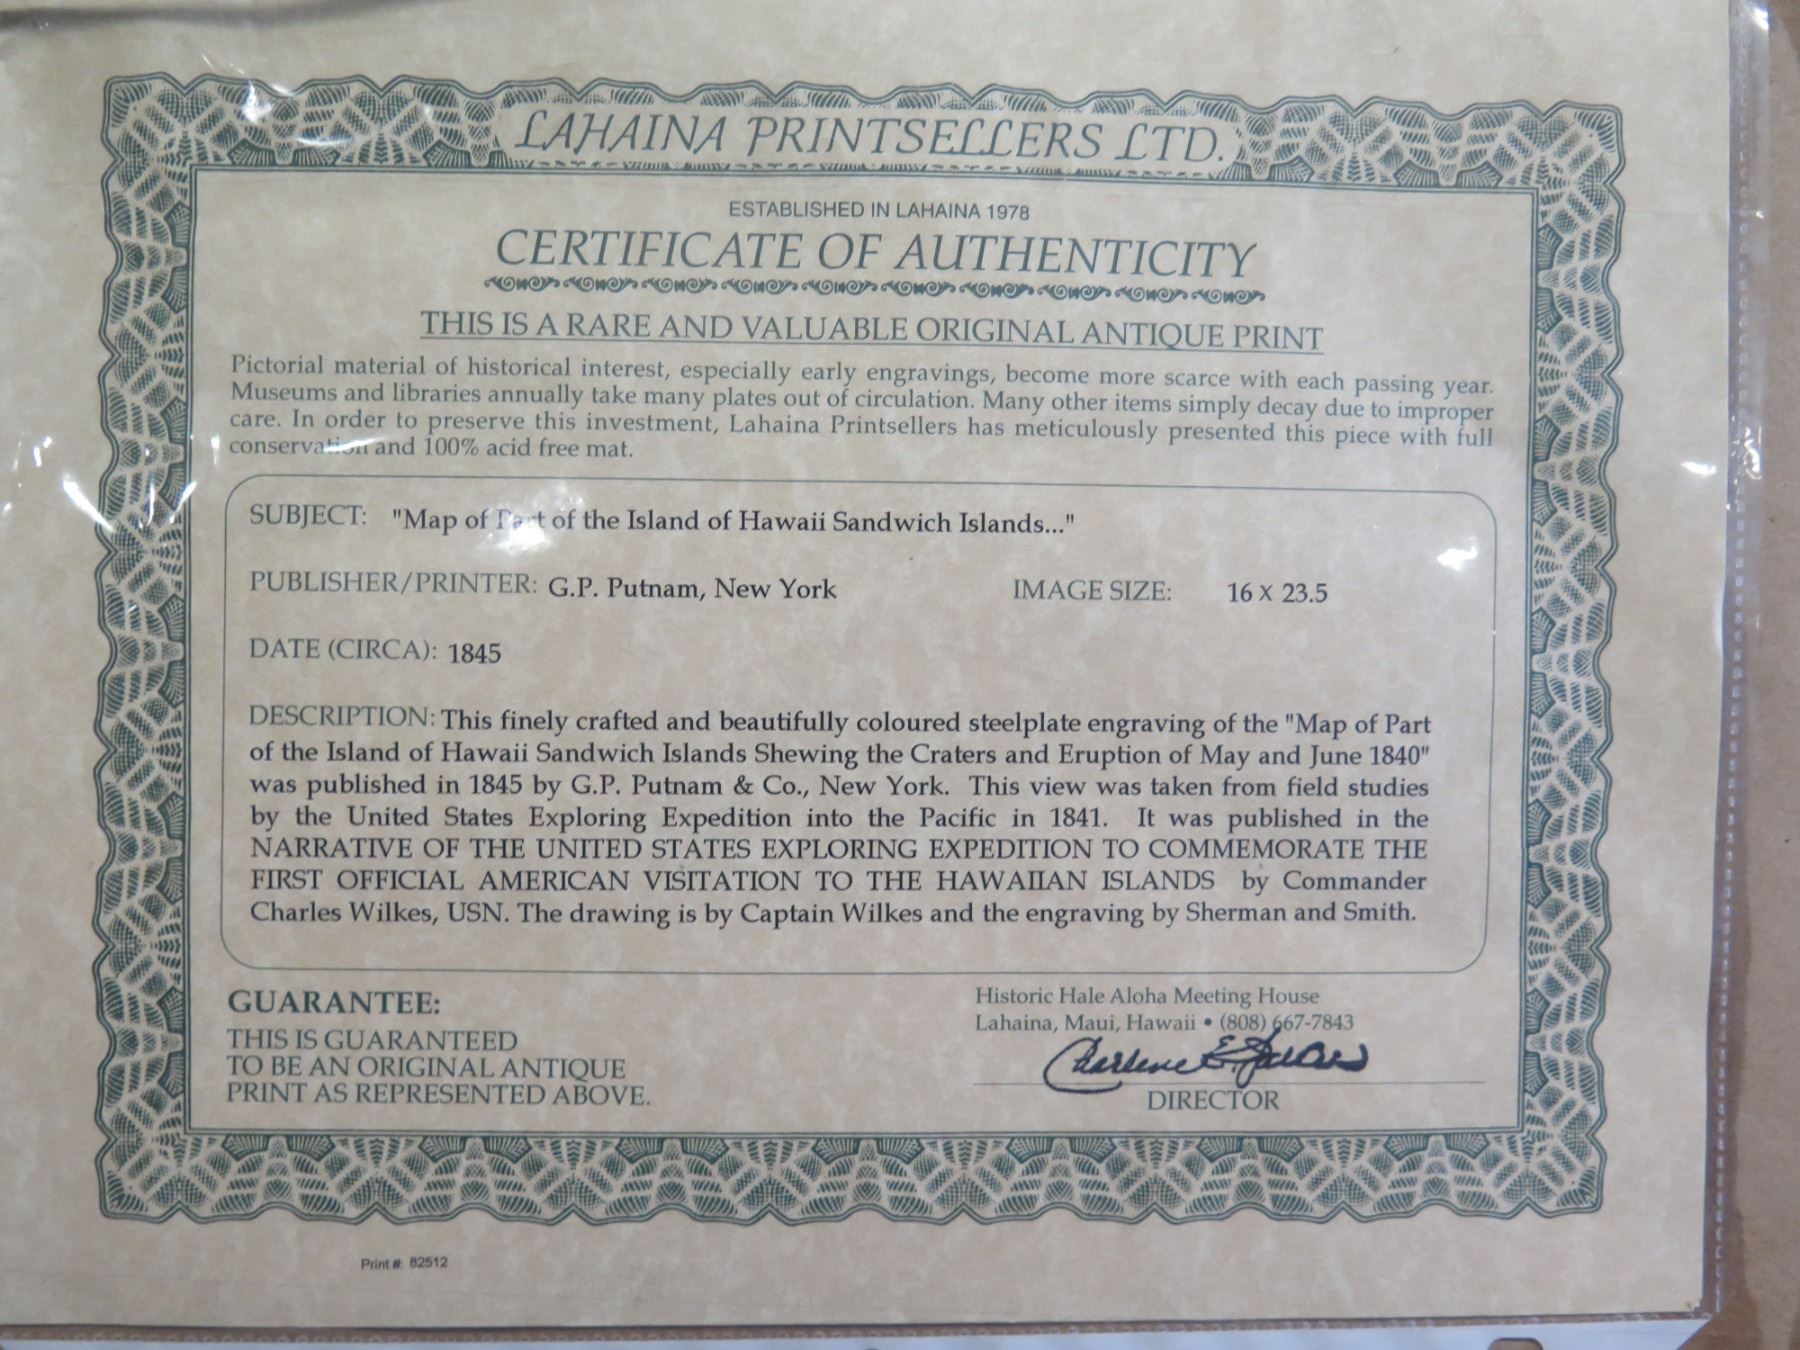 LAHAINA PRINTSELLERS LTD.
ESTABLISHED IN LAHAINA 1978
CERTIFICATE OF AUTHENTICITY
THIS IS A RARE AND VALUABLE ORIGINAL ANTIQUE PRINT
Pictorial material of historical interest, especially early engravings, become more scarce with each passing year.
Museums and libraries annually take many plates out of circulation. Many other items simply decay due to improper
care. In order to preserve this investment, Lahaina Printsellers has meticulously presented this piece with full
conservation and 100% acid free mat.
SUBJECT: "Map of Part of the Island of Hawaii Sandwich Islands..."
PUBLISHER/PRINTER: G.P. Putnam, New York IMAGE SIZE: 16 X 23.5
DATE (CIRCA): 1845
DESCRIPTION: This finely crafted and beautifully coloured steelplate engraving of the "Map of Part
of the Island of Hawaii Sandwich Islands Shewing the Craters and Eruption of May and June 1840"
was published in 1845 by G.P. Putnam & Co., New York. This view was taken from field studies
by the United States Exploring Expedition into the Pacific in 1841. It was published in the
NARRATIVE OF THE UNITED STATES EXPLORING EXPEDITION TO COMMEMORATE THE
FIRST OFFICIAL AMERICAN VISITATION TO THE HAWAIIAN ISLANDS by Commander
Charles Wilkes, USN. The drawing is by Captain Wilkes and the engraving by Sherman and Smith.
GUARANTEE:
THIS IS GUARANTEED
TO BE AN ORIGINAL ANTIQUE
PRINT AS REPRESENTED ABOVE.
Historic Hale Aloha Meeting House
Lahaina, Maui, Hawaii • (808) 667-7843
Charlene E.
DIRECTOR
Print #: 82512